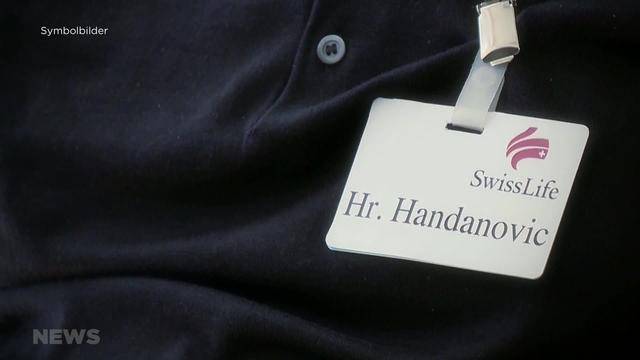 Symbolbilder
SwissLife
Hr. Handanovic
NEWS